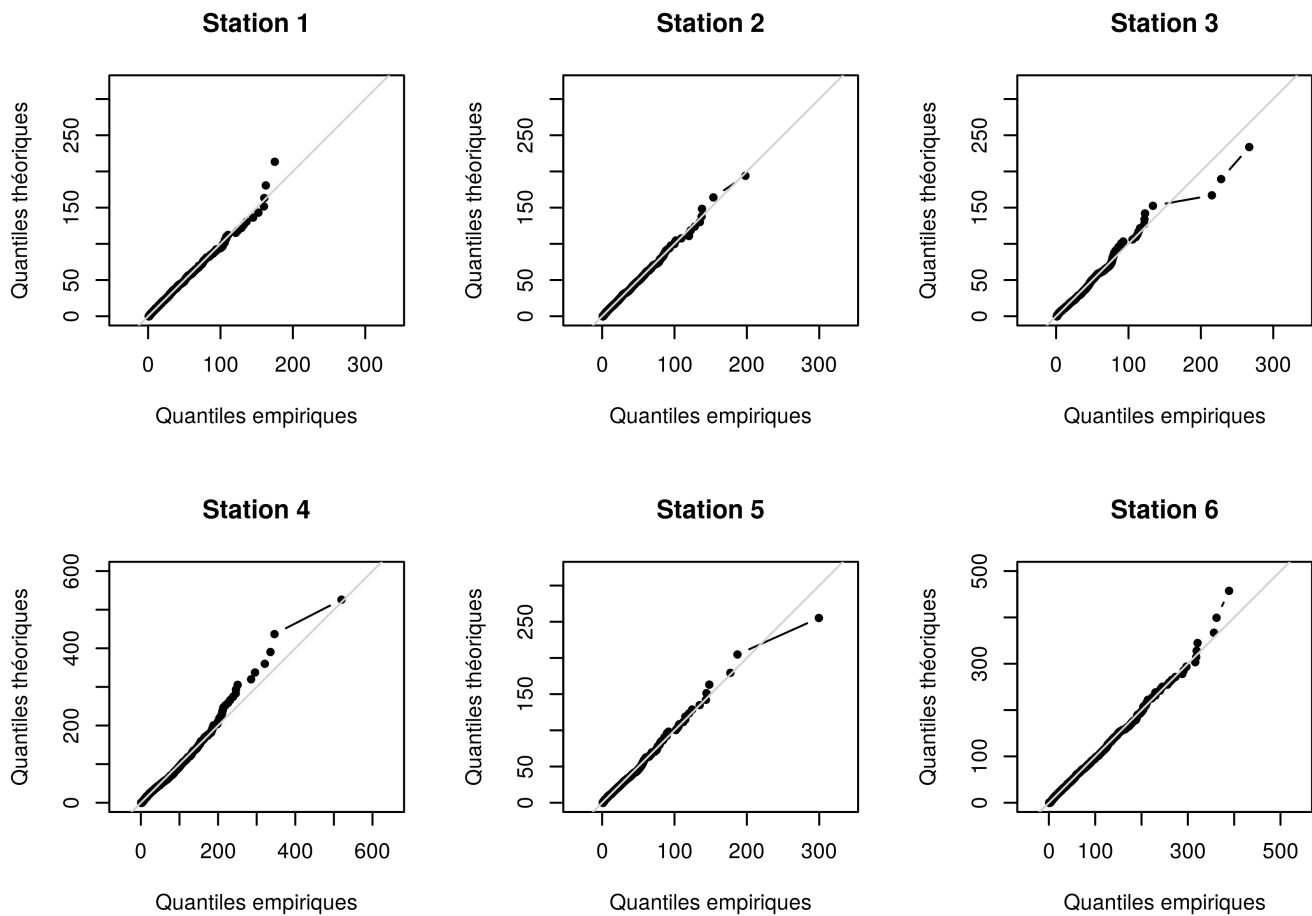 Station 1
Quantiles théoriques
0 50 150 250
0 100 200 300
Quantiles empiriques
Station 2
Quantiles théoriques
0 50 150 250
0 100 200 300
Quantiles empiriques
Station 3
Quantiles théoriques
0 50 150 250
0 100 200 300
Quantiles empiriques
Station 4
Quantiles théoriques
0 200 400 600
0 200 400 600
Quantiles empiriques
Station 5
Quantiles théoriques
0 50 150 250
0 100 200 300
Quantiles empiriques
Station 6
Quantiles théoriques
0 100 300 500
0 100 300 500
Quantiles empiriques